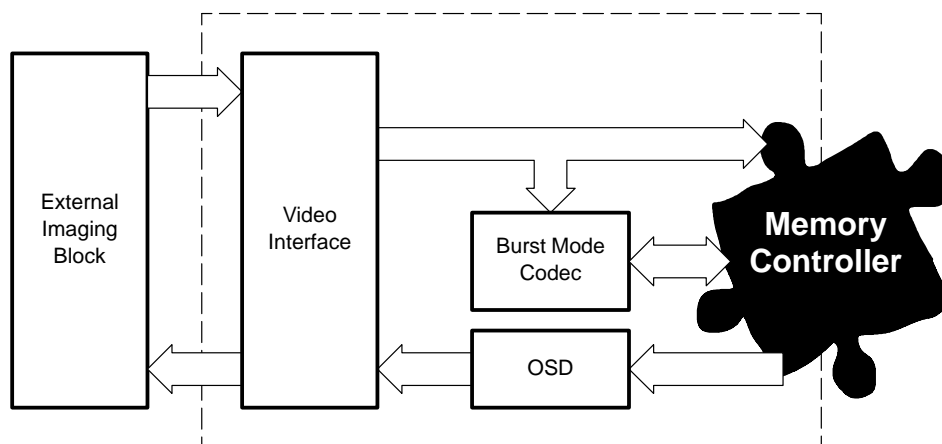 External
Imaging
Block
Video
Interface
Burst Mode
Codec
OSD
Memory
Controller